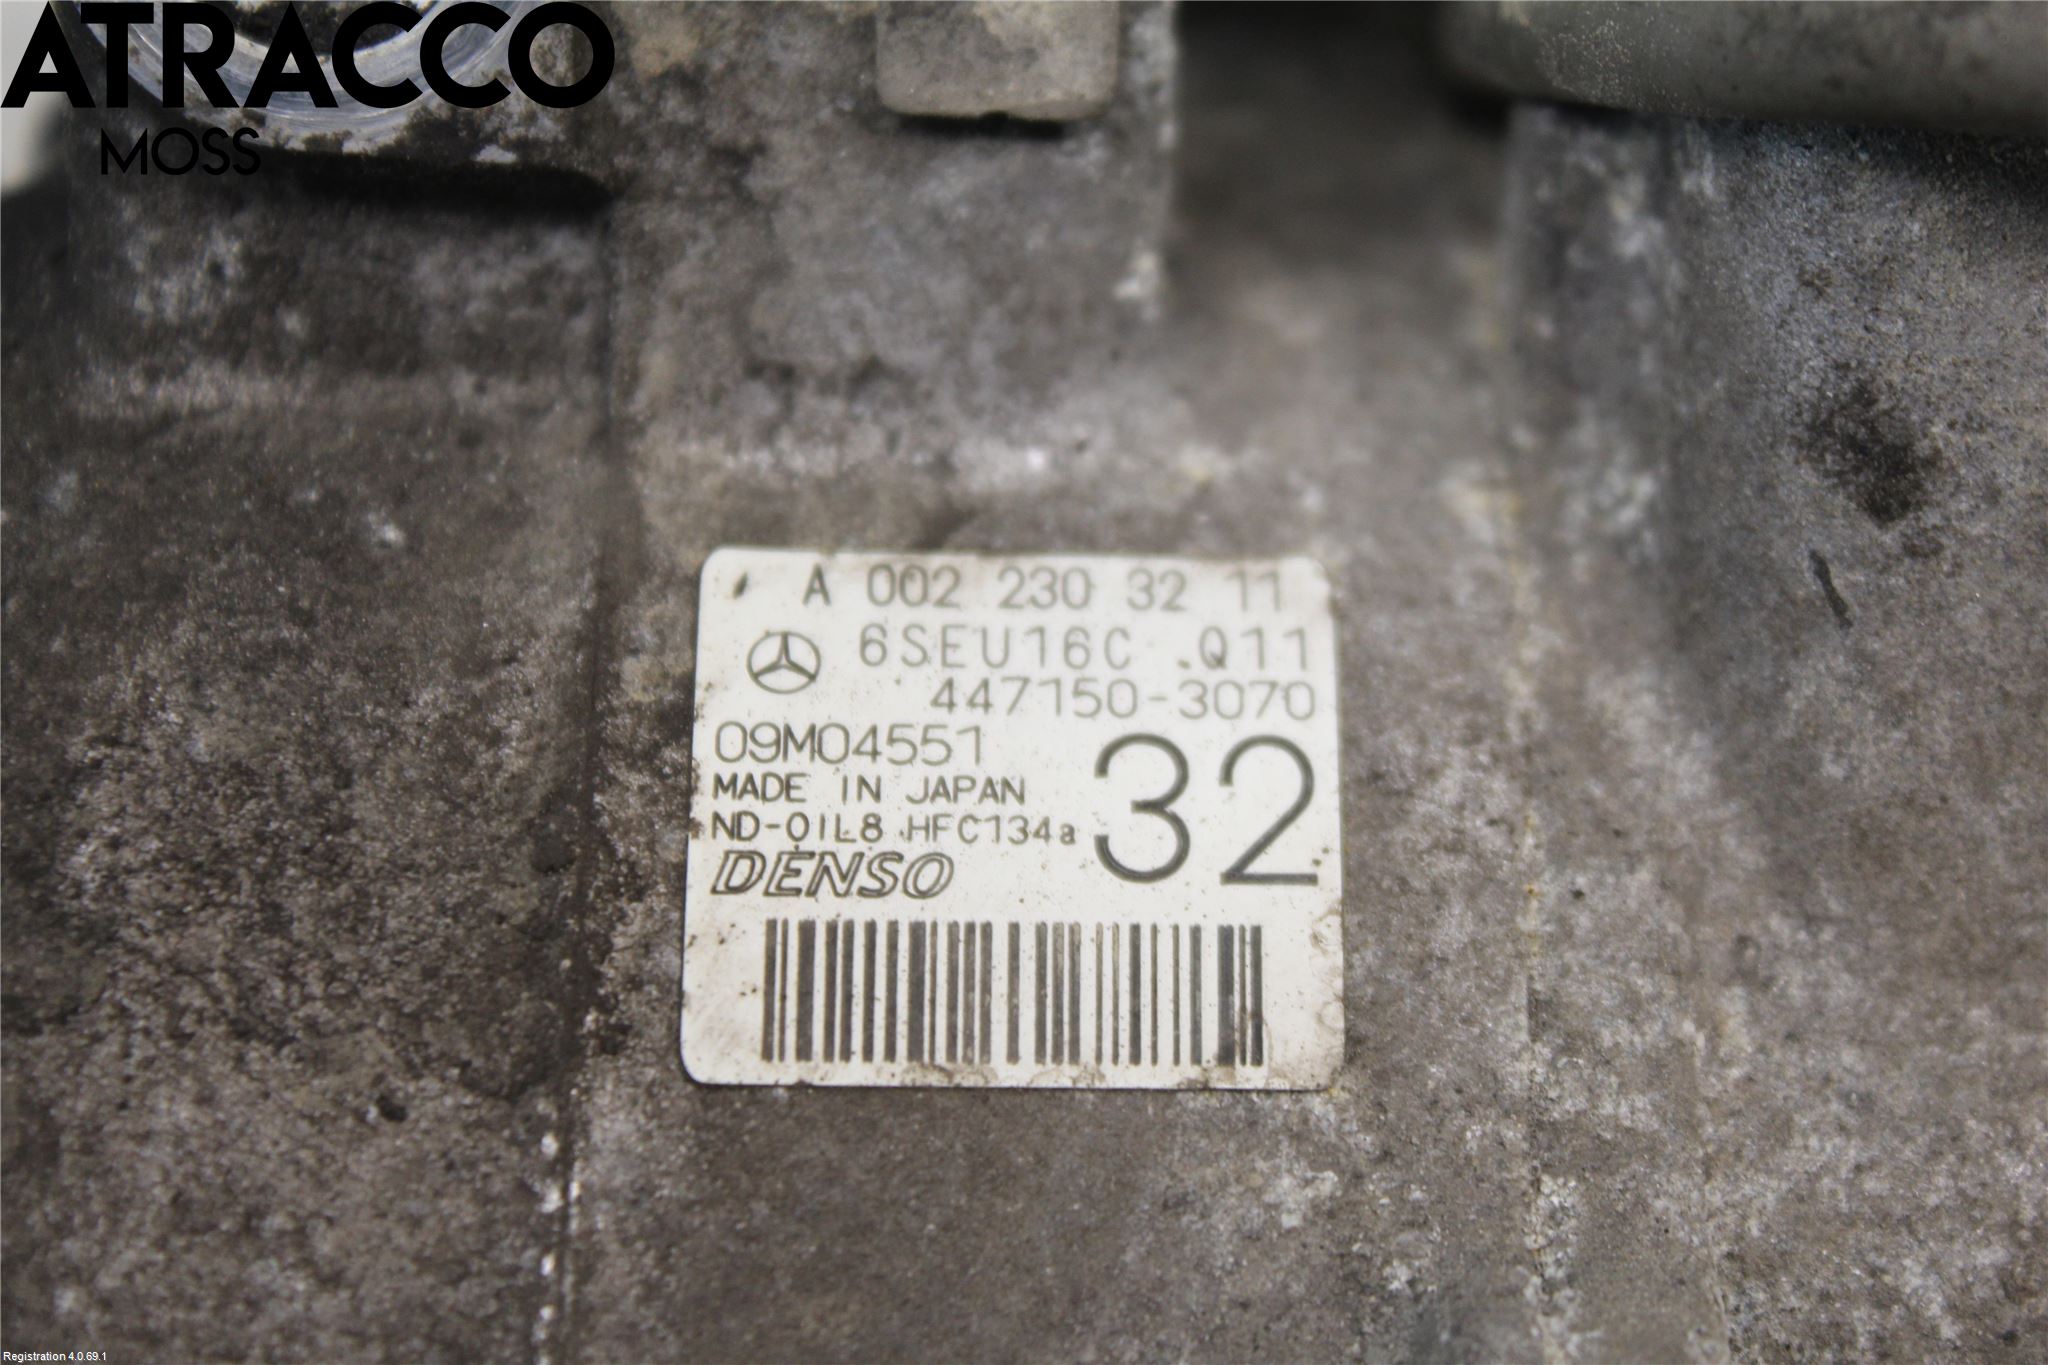 ATRACCO
MOSS
A 002 230 32 11
6SEU16C Q11
447150-3070
09M04551
32
MADE IN JAPAN
ND-OIL8 HFC134a
DENSO
Registration 4.0.69.1